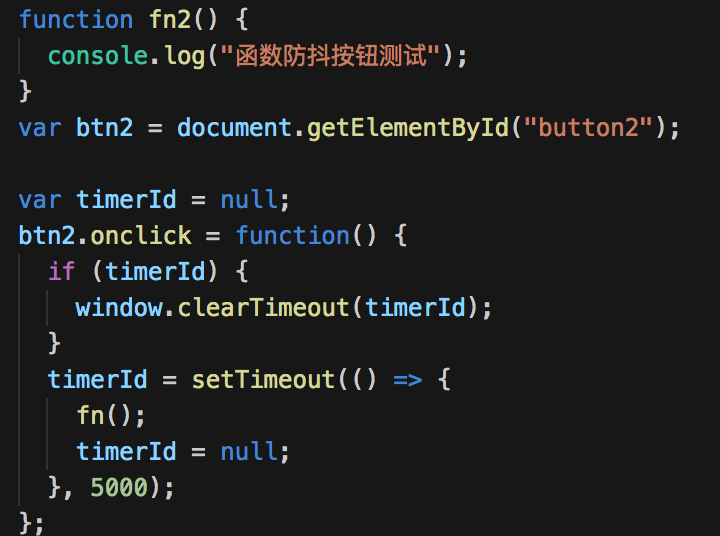 function fn2() {
  console.log("函数防抖按钮测试");
}
var btn2 = document.getElementById("button2");

var timerId = null;
btn2.onclick = function() {
  if (timerId) {
    window.clearTimeout(timerId);
  }
  timerId = setTimeout(() => {
    fn();
    timerId = null;
  }, 5000);
};